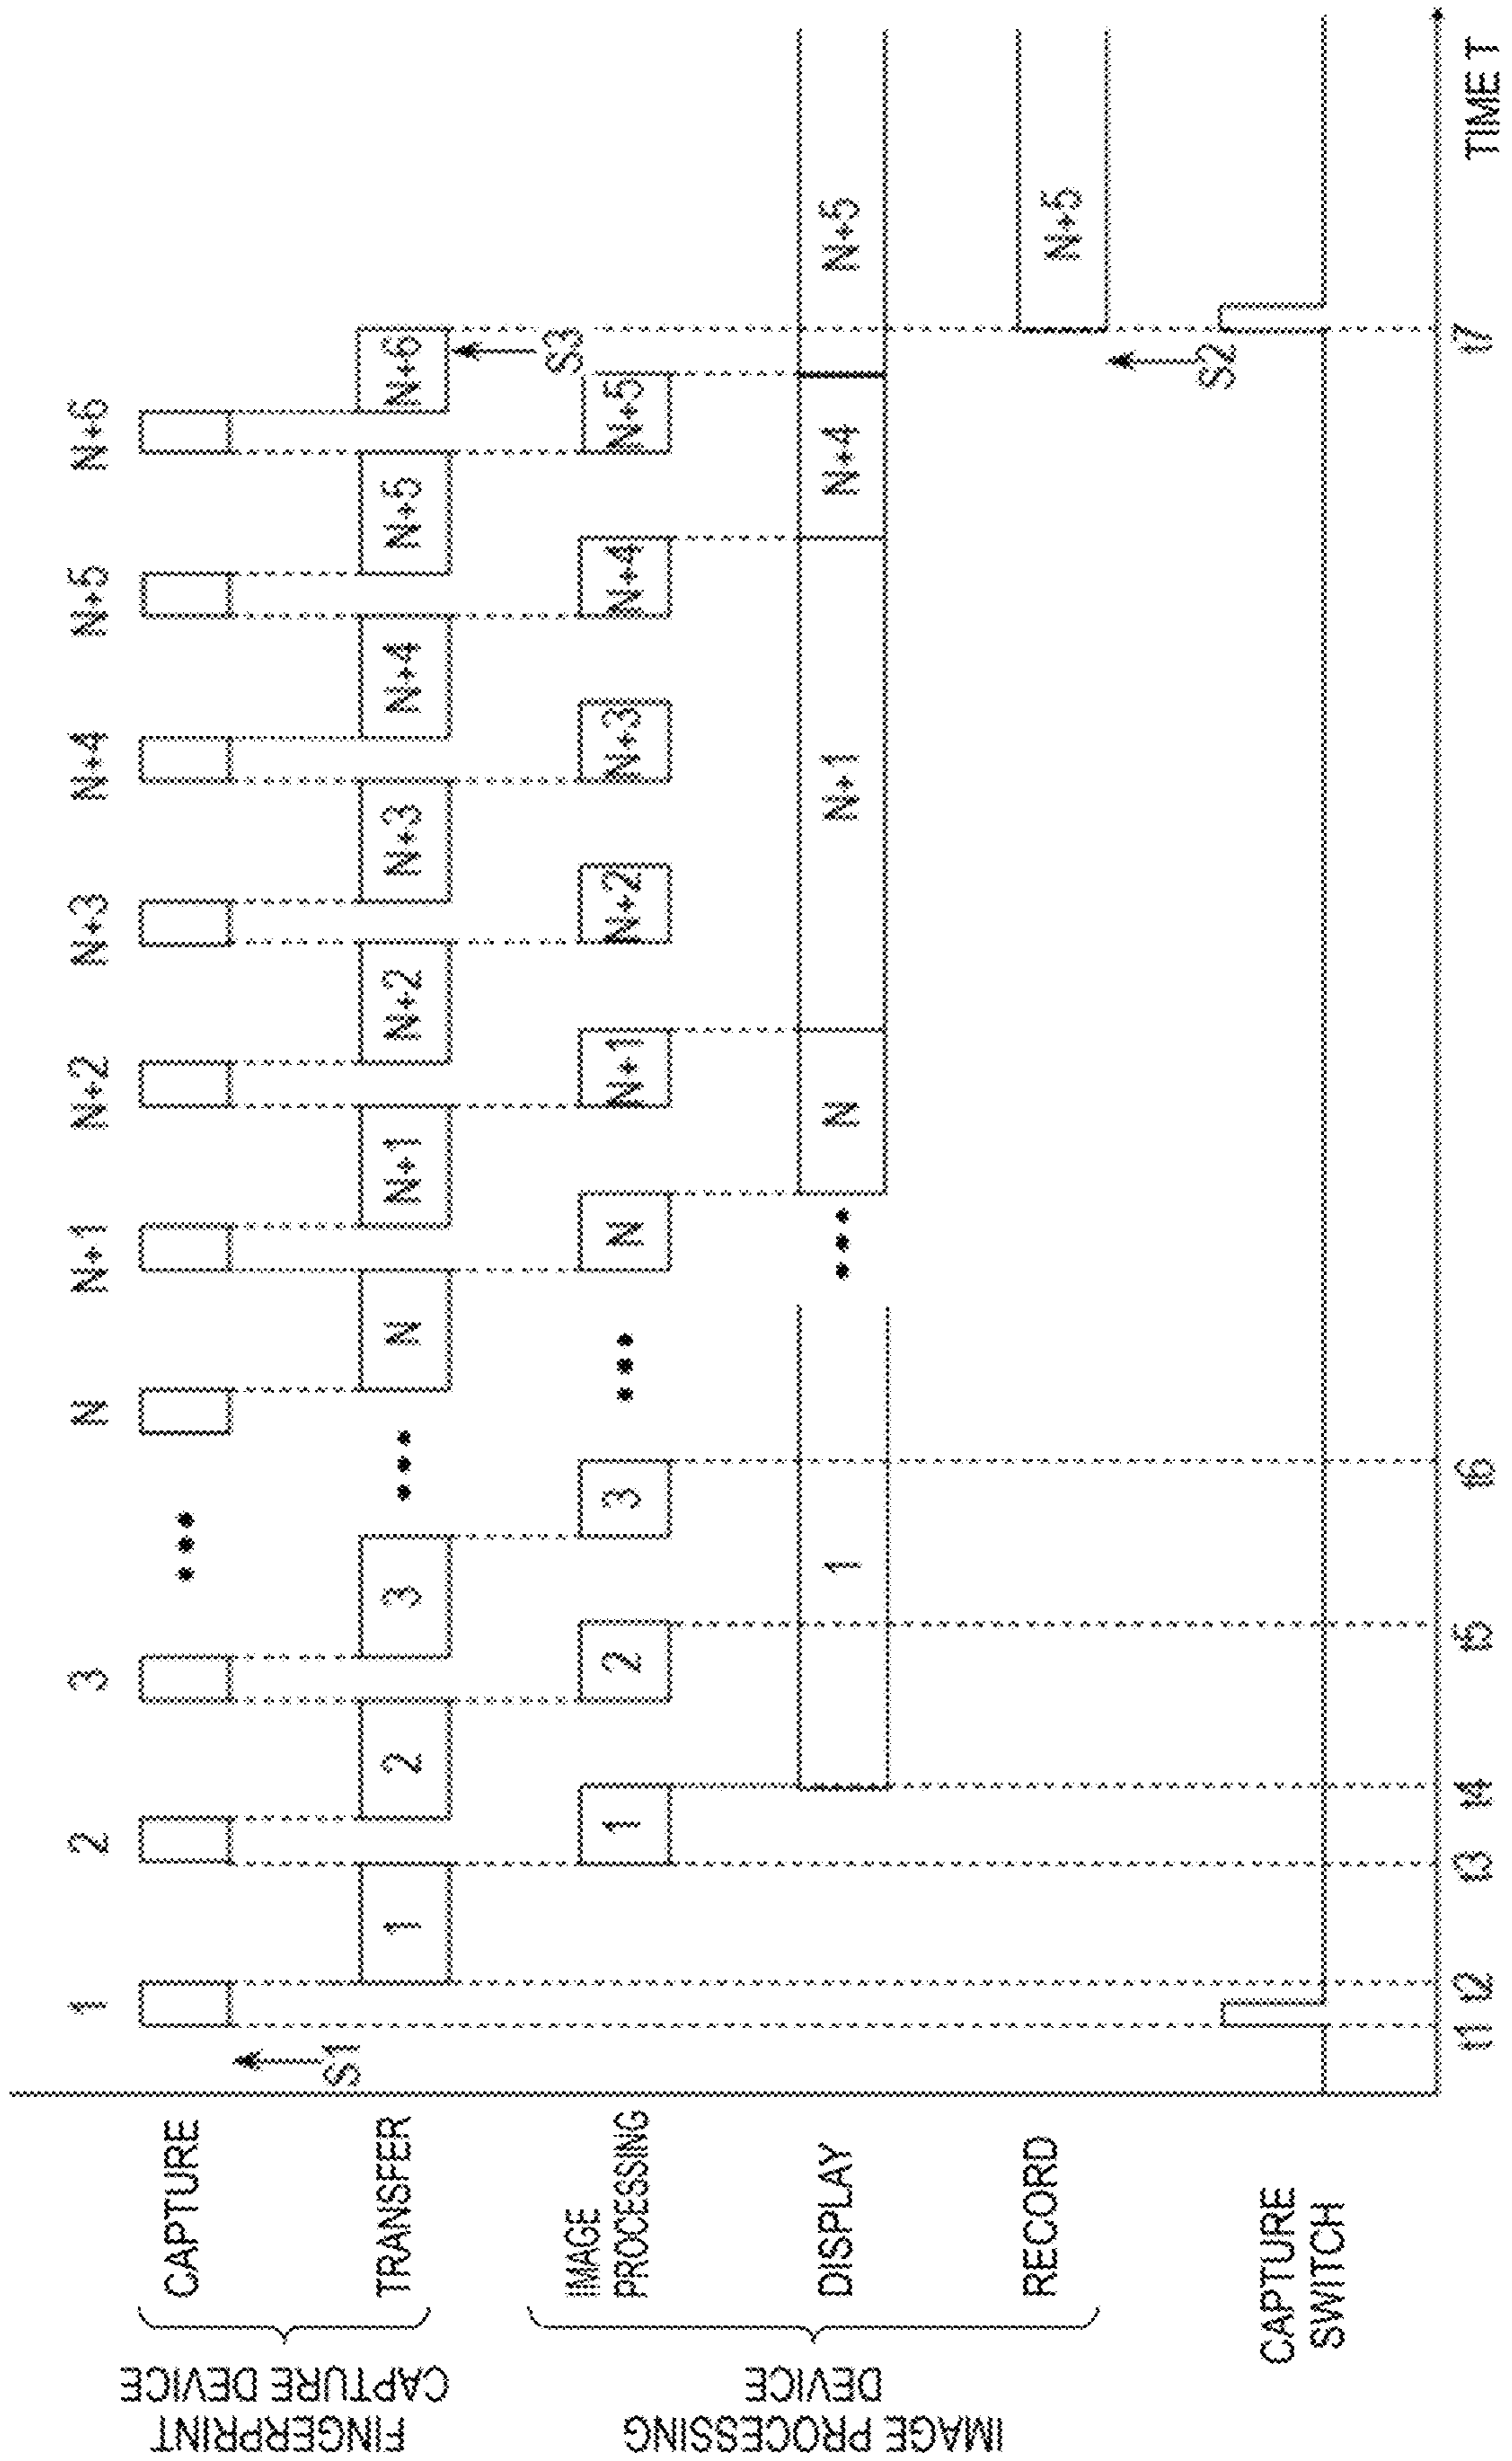 FINGERPRINT
CAPTURE DEVICE
CAPTURE
TRANSFER
IMAGE PROCESSING
DEVICE
IMAGE
PROCESSING
DISPLAY
RECORD
CAPTURE
SWITCH
1 2 3 N N+1 N+2 N+3 N+4 N+5 N+6
S1
1 2 3 N N+1 N+2 N+3 N+4 N+5 N+6
S3
1 2 3 N N+1 N+2 N+3 N+4 N+5
1 N N+1 N+4 N+5
N+5
S2
t1 t2 t3 t4 t5 t6 t7
TIME T